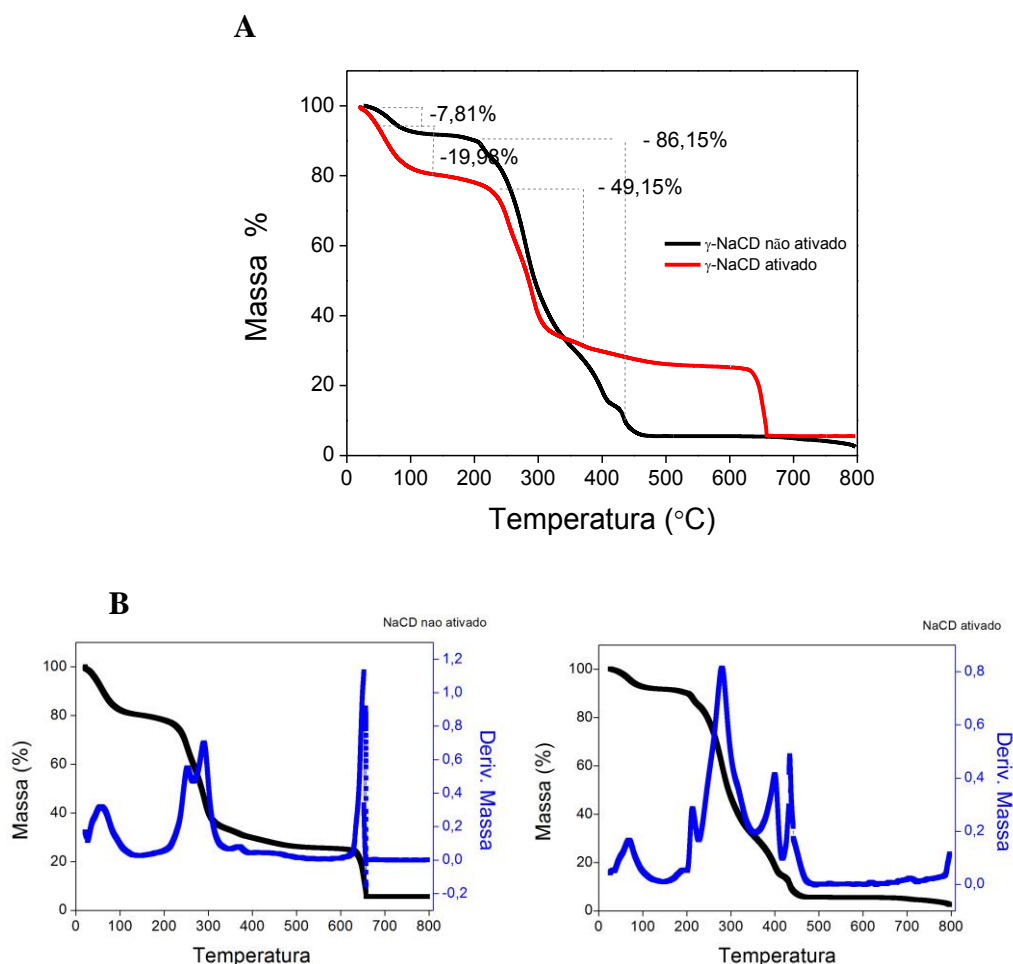 A
100
80
60
40
20
0
Massa %
-7,81%
-19,98%
- 86,15%
- 49,15%
γ-NaCD não ativado
γ-NaCD ativado
0 100 200 300 400 500 600 700 800
Temperatura (°C)
B
NaCD nao ativado
100
80
60
40
20
0
Massa (%)
1,2
1,0
0,8
0,6
0,4
0,2
0,0
-0,2
Deriv. Massa
0 100 200 300 400 500 600 700 800
Temperatura
NaCD ativado
100
80
60
40
20
0
Massa (%)
0,8
0,4
0,4
0,2
0,0
Deriv. Massa
0 100 200 300 400 500 600 700 800
Temperatura